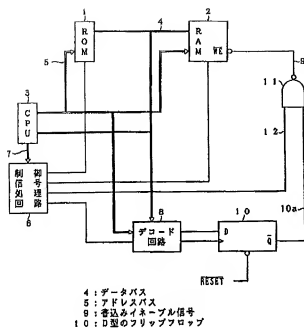 1
4
2
ROM
RAM
WE
5
9
11
3
12
CPU
7
制御信号処理回路
10a
6
8
10
デコード回路
D
Q
RESET
4：データバス
5：アドレスバス
9：書込みイネーブル信号
10：D型のフリップフロップ